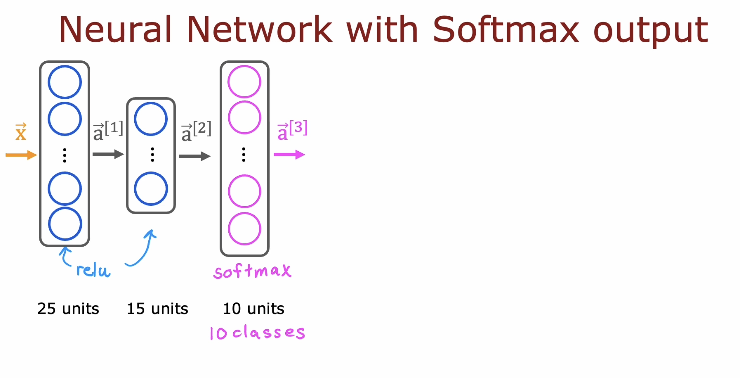 Neural Network with Softmax output
x⃗
a⃗[1]
a⃗[2]
a⃗[3]
relu
softmax
25 units
15 units
10 units
10 classes